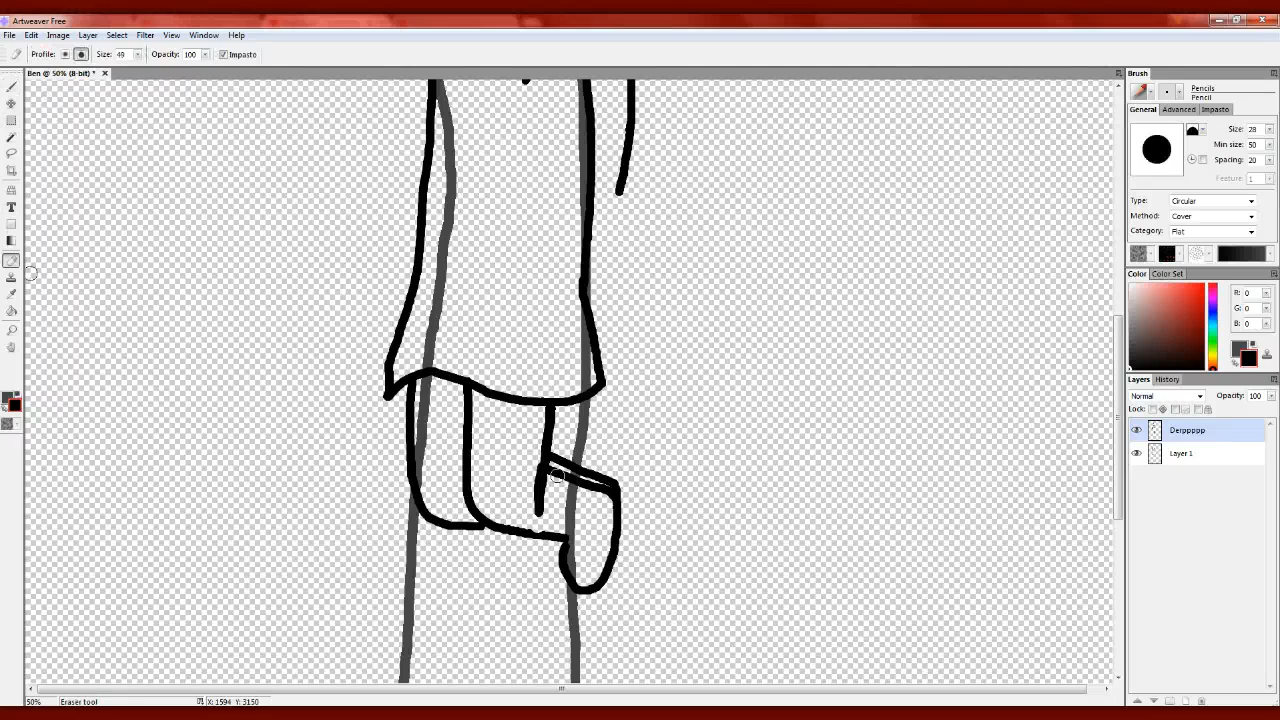 Artweaver Free
File Edit Image Layer Select Filter View Window Help
Profile: Size: 49 Opacity: 100 Impasto
Ben @ 50% (8-bit) *
Brush
Pencils
Pencil
General Advanced Impasto
Size: 28
Min size: 50
Spacing: 20
Feature: 1
Type: Circular
Method: Cover
Category: Flat
Color Color Set
R: 0
G: 0
B: 0
Layers History
Normal Opacity: 100
Lock:
Derppppp
Layer 1
50% Eraser tool X: 1594 Y: 3150